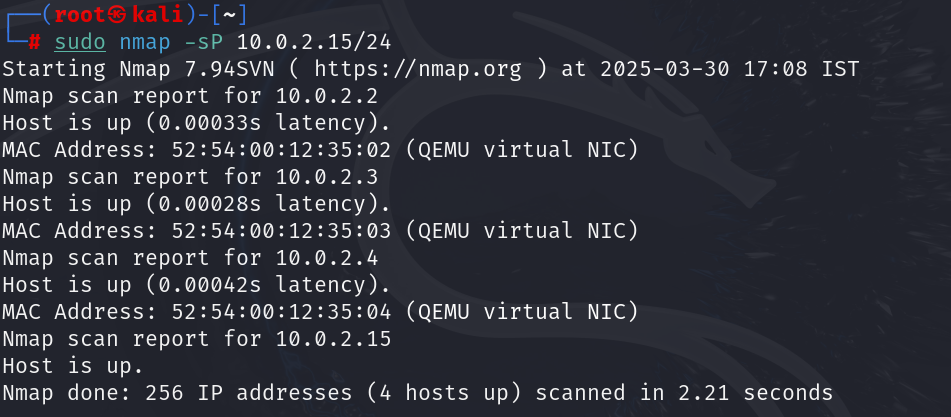 ┌──(root㉿kali)-[~]
└─# sudo nmap -sP 10.0.2.15/24
Starting Nmap 7.94SVN ( https://nmap.org ) at 2025-03-30 17:08 IST
Nmap scan report for 10.0.2.2
Host is up (0.00033s latency).
MAC Address: 52:54:00:12:35:02 (QEMU virtual NIC)
Nmap scan report for 10.0.2.3
Host is up (0.00028s latency).
MAC Address: 52:54:00:12:35:03 (QEMU virtual NIC)
Nmap scan report for 10.0.2.4
Host is up (0.00042s latency).
MAC Address: 52:54:00:12:35:04 (QEMU virtual NIC)
Nmap scan report for 10.0.2.15
Host is up.
Nmap done: 256 IP addresses (4 hosts up) scanned in 2.21 seconds